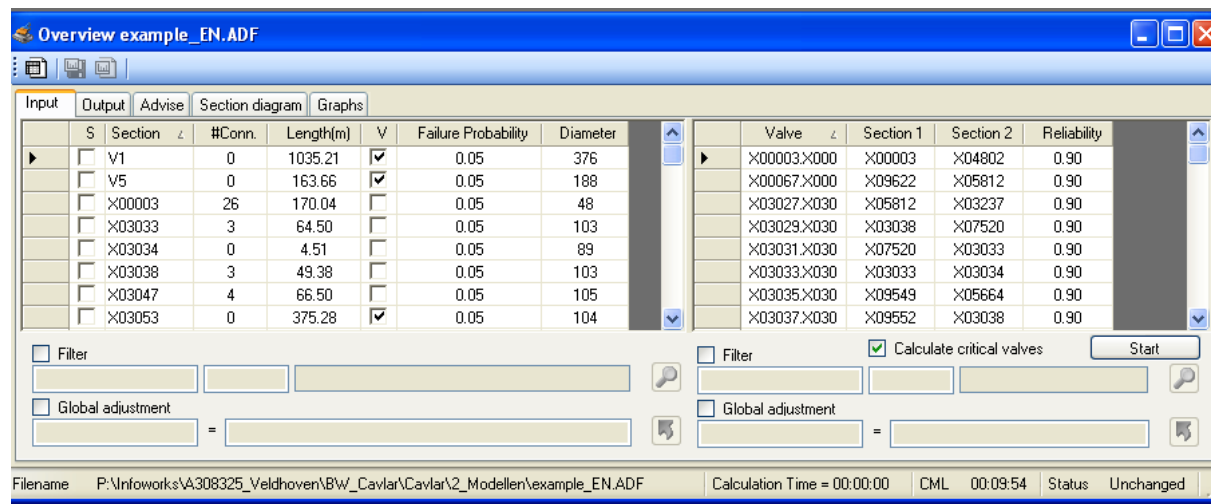 Overview example_EN.ADF
Input Output Advise Section diagram Graphs
S Section #Conn. Length(m) V Failure Probability Diameter Valve Section 1 Section 2 Reliability
V1 0 1035.21 0.05 376 X00003.X000 X00003 X04802 0.90
V5 0 163.66 0.05 188 X00067.X000 X09622 X05812 0.90
X00003 26 170.04 0.05 48 X03027.X030 X05812 X03237 0.90
X03033 3 64.50 0.05 103 X03029.X030 X03038 X07520 0.90
X03034 0 4.51 0.05 89 X03031.X030 X07520 X03033 0.90
X03038 3 49.38 0.05 103 X03033.X030 X03033 X03034 0.90
X03047 4 66.50 0.05 105 X03035.X030 X09549 X05664 0.90
X03053 0 375.28 0.05 104 X03037.X030 X09552 X03038 0.90
Filter Filter Calculate critical valves Start
Global adjustment Global adjustment
= =
Filename P:\Infoworks\A308325_Veldhoven\BW_Cavlar\Cavlar\2_Modellen\example_EN.ADF Calculation Time = 00:00:00 CML 00:09:54 Status Unchanged